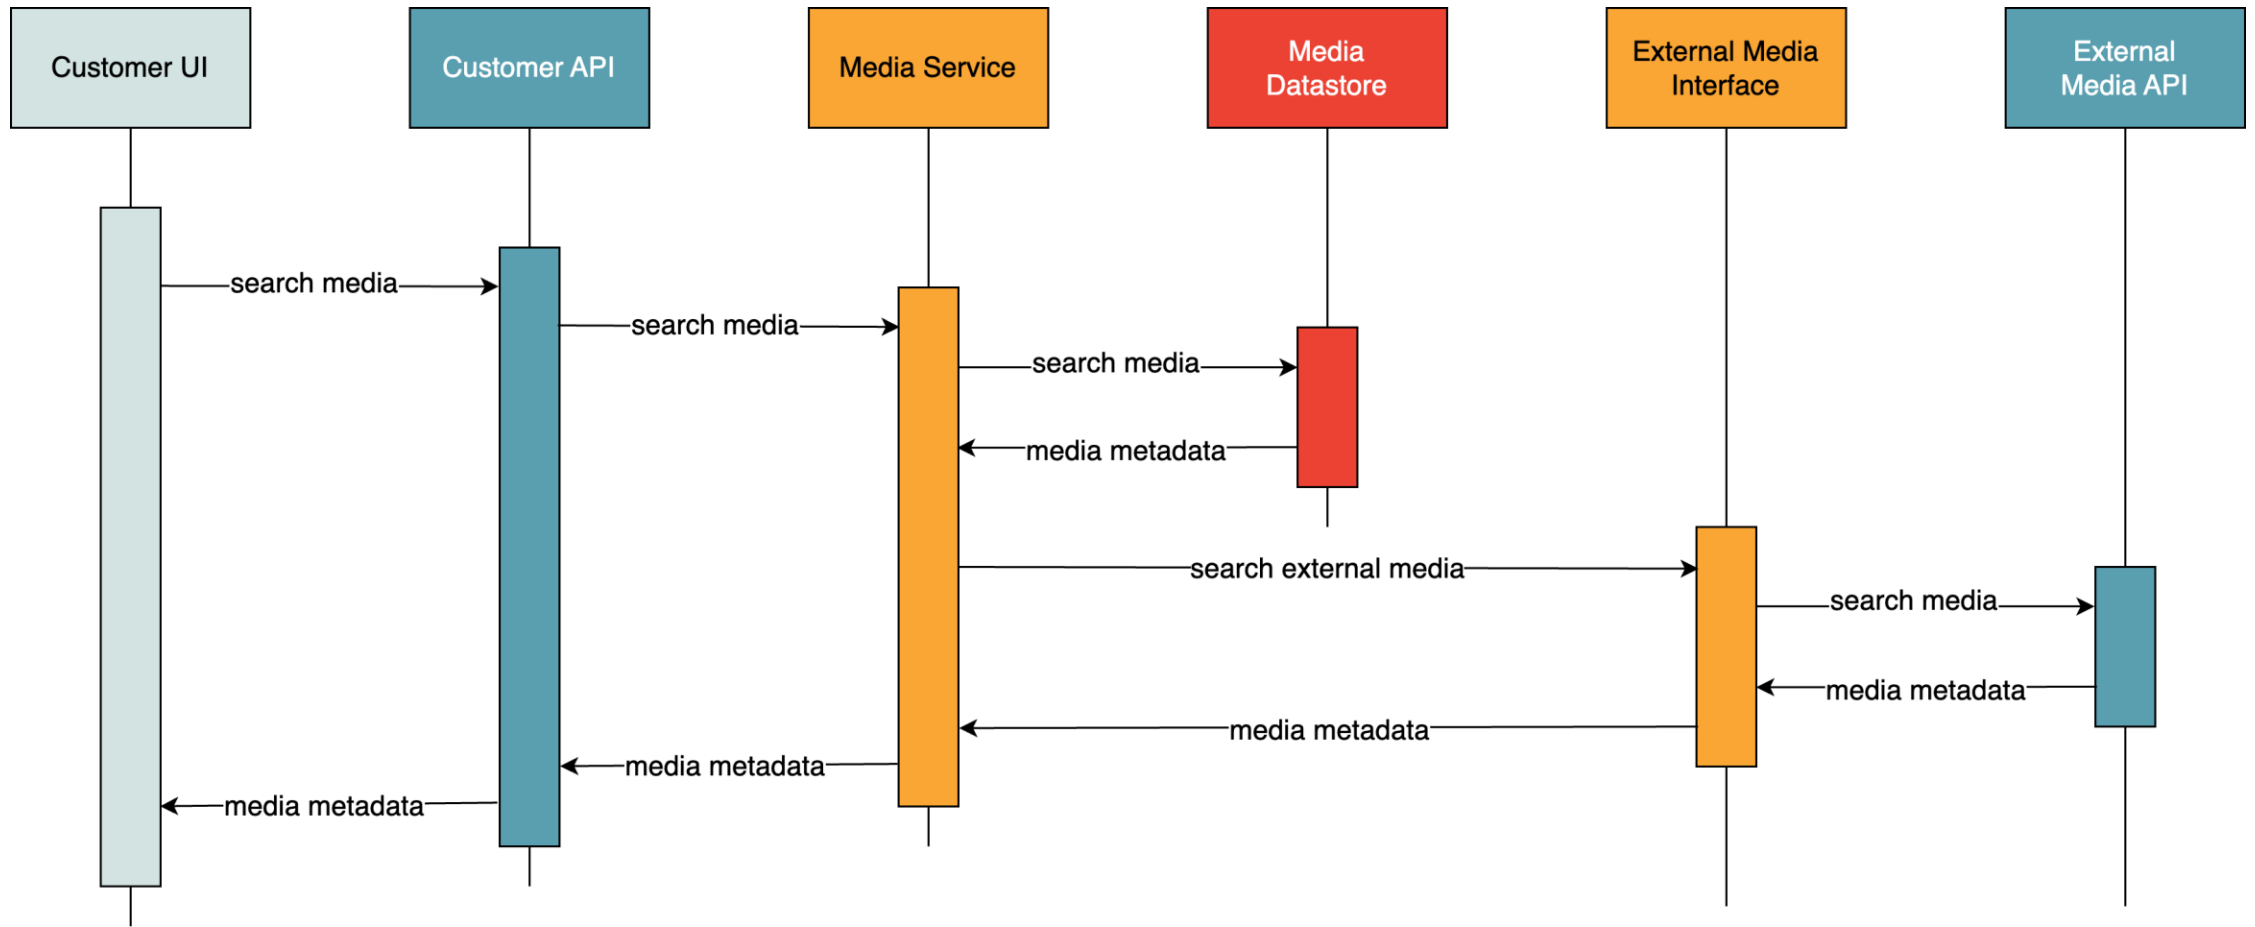 Customer UI
Customer API
Media Service
Media
Datastore
External Media
Interface
External
Media API
search media
search media
search media
media metadata
search external media
search media
media metadata
media metadata
media metadata
media metadata